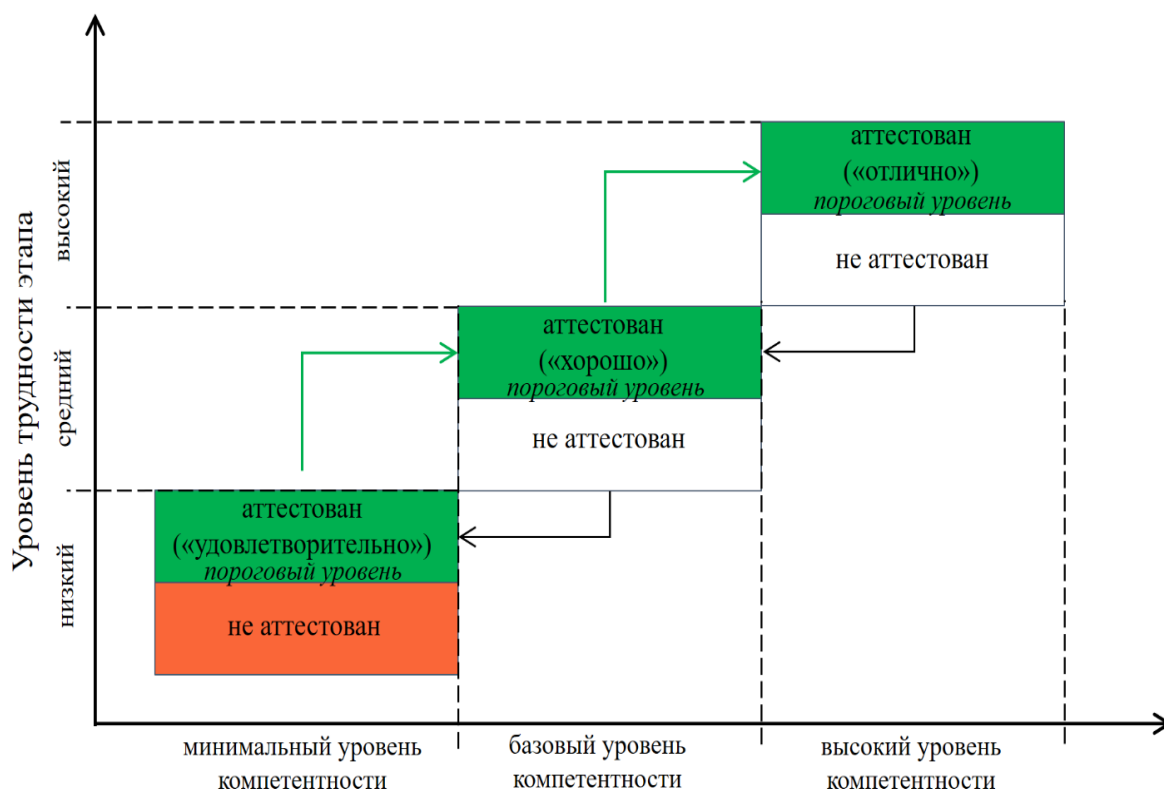 Уровень трудности этапа
высокий
средний
низкий
аттестован
(«отлично»)
пороговый уровень
не аттестован
аттестован
(«хорошо»)
пороговый уровень
не аттестован
аттестован
(«удовлетворительно»)
пороговый уровень
не аттестован
минимальный уровень
компетентности
базовый уровень
компетентности
высокий уровень
компетентности